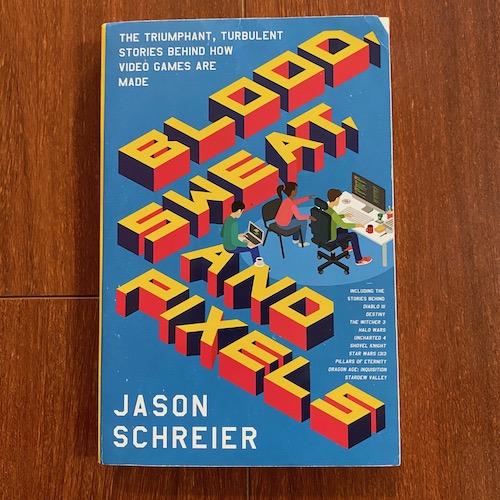 THE TRIUMPHANT, TURBULENT
STORIES BEHIND HOW
VIDEO GAMES ARE
MADE
BLOOD,
SWEAT,
AND
PIXELS
INCLUDING THE
STORIES BEHIND
DIABLO III
DESTINY
THE WITCHER 3
HALO WARS
UNCHARTED 4
SHOVEL KNIGHT
STAR WARS 1313
PILLARS OF ETERNITY
DRAGON AGE: INQUISITION
STARDEW VALLEY
JASON
SCHREIER